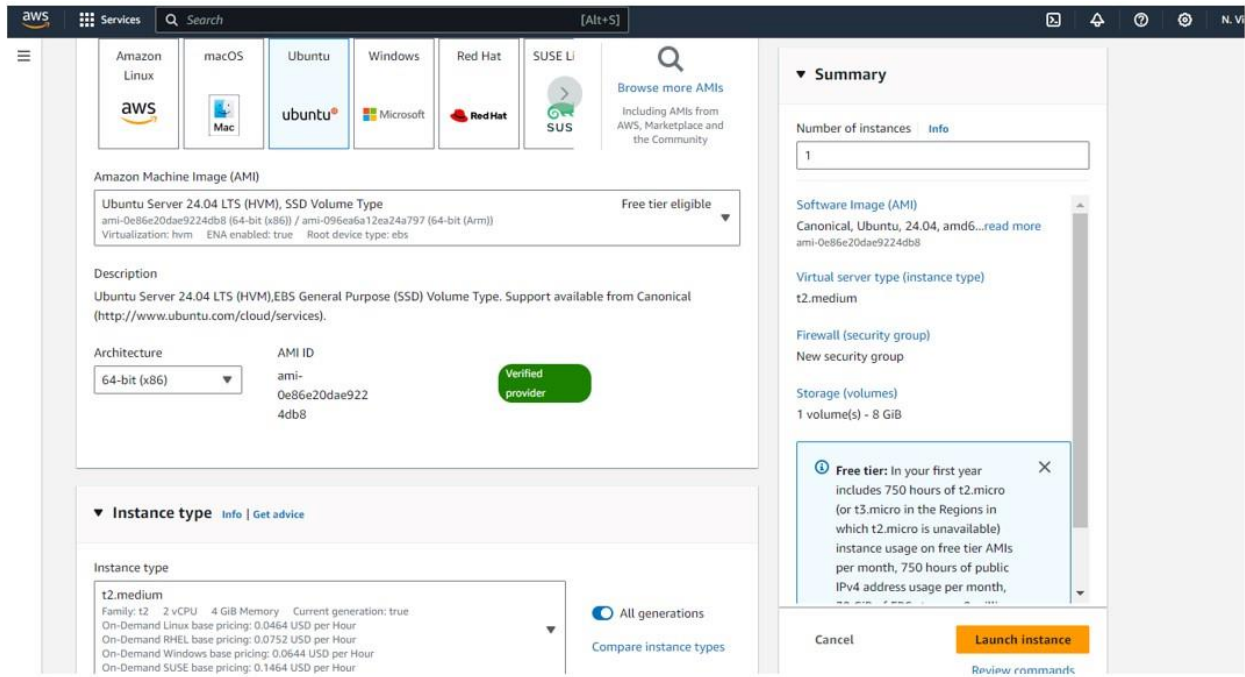 aws
Services
Search
[Alt+S]
N. Vi
Amazon Linux
aws
macOS
Mac
Ubuntu
ubuntu
Windows
Microsoft
Red Hat
Red Hat
SUSE Li
SUS
Browse more AMIs
Including AMIs from
AWS, Marketplace and
the Community
Amazon Machine Image (AMI)
Ubuntu Server 24.04 LTS (HVM), SSD Volume Type
Free tier eligible
ami-0e86e20dae9224db8 (64-bit (x86)) / ami-096ea6a12ea24a797 (64-bit (Arm))
Virtualization: hvm ENA enabled: true Root device type: ebs
Description
Ubuntu Server 24.04 LTS (HVM),EBS General Purpose (SSD) Volume Type. Support available from Canonical
(http://www.ubuntu.com/cloud/services).
Architecture
64-bit (x86)
AMI ID
ami-
0e86e20dae922
4db8
Verified
provider
Instance type Info | Get advice
Instance type
t2.medium
Family: t2 2 vCPU 4 GiB Memory Current generation: true
On-Demand Linux base pricing: 0.0464 USD per Hour
On-Demand RHEL base pricing: 0.0752 USD per Hour
On-Demand Windows base pricing: 0.0644 USD per Hour
On-Demand SUSE base pricing: 0.1464 USD per Hour
All generations
Compare instance types
Summary
Number of instances Info
1
Software Image (AMI)
Canonical, Ubuntu, 24.04, amd6...read more
ami-0e86e20dae9224db8
Virtual server type (instance type)
t2.medium
Firewall (security group)
New security group
Storage (volumes)
1 volume(s) - 8 GiB
Free tier: In your first year
includes 750 hours of t2.micro
(or t3.micro in the Regions in
which t2.micro is unavailable)
instance usage on free tier AMIs
per month, 750 hours of public
IPv4 address usage per month,
Cancel
Launch instance
Review commands